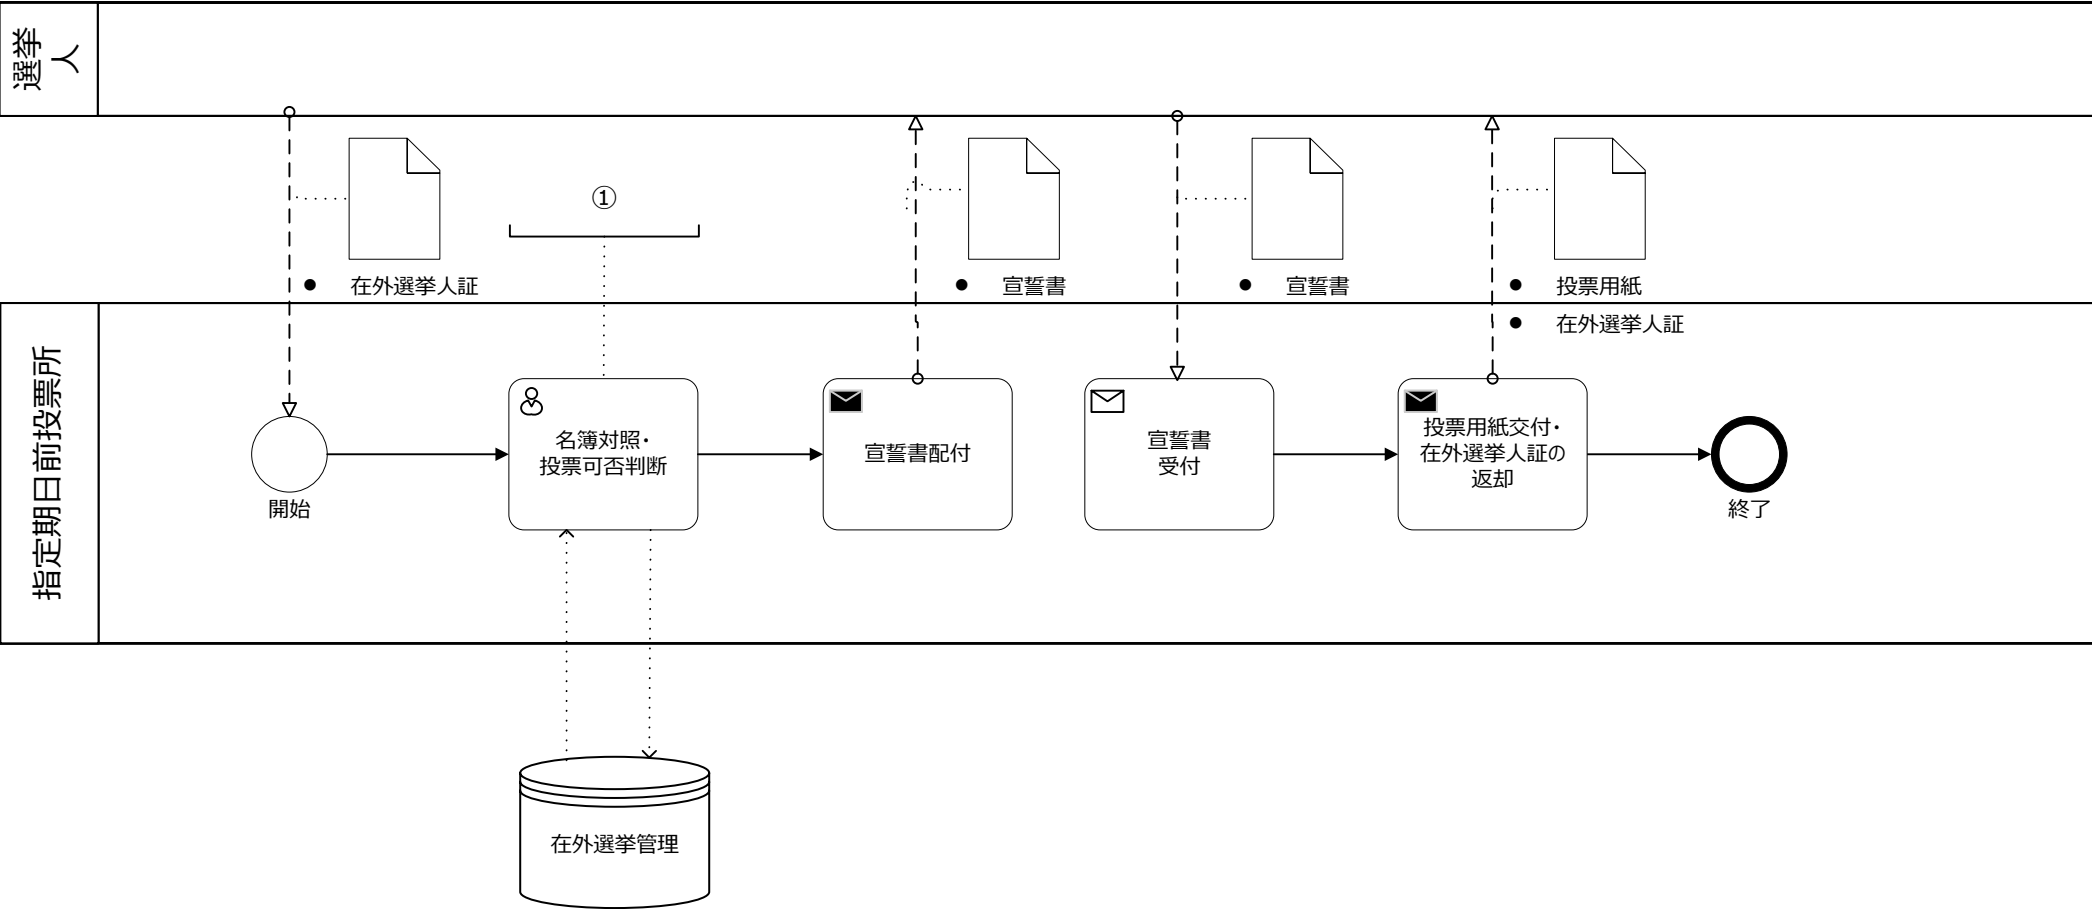 選挙
人
①
在外選挙人証
宣誓書
宣誓書
投票用紙
在外選挙人証
指定期日前投票所
開始
名簿対照・
投票可否判断
宣誓書配付
宣誓書
受付
投票用紙交付・
在外選挙人証の
返却
終了
在外選挙管理